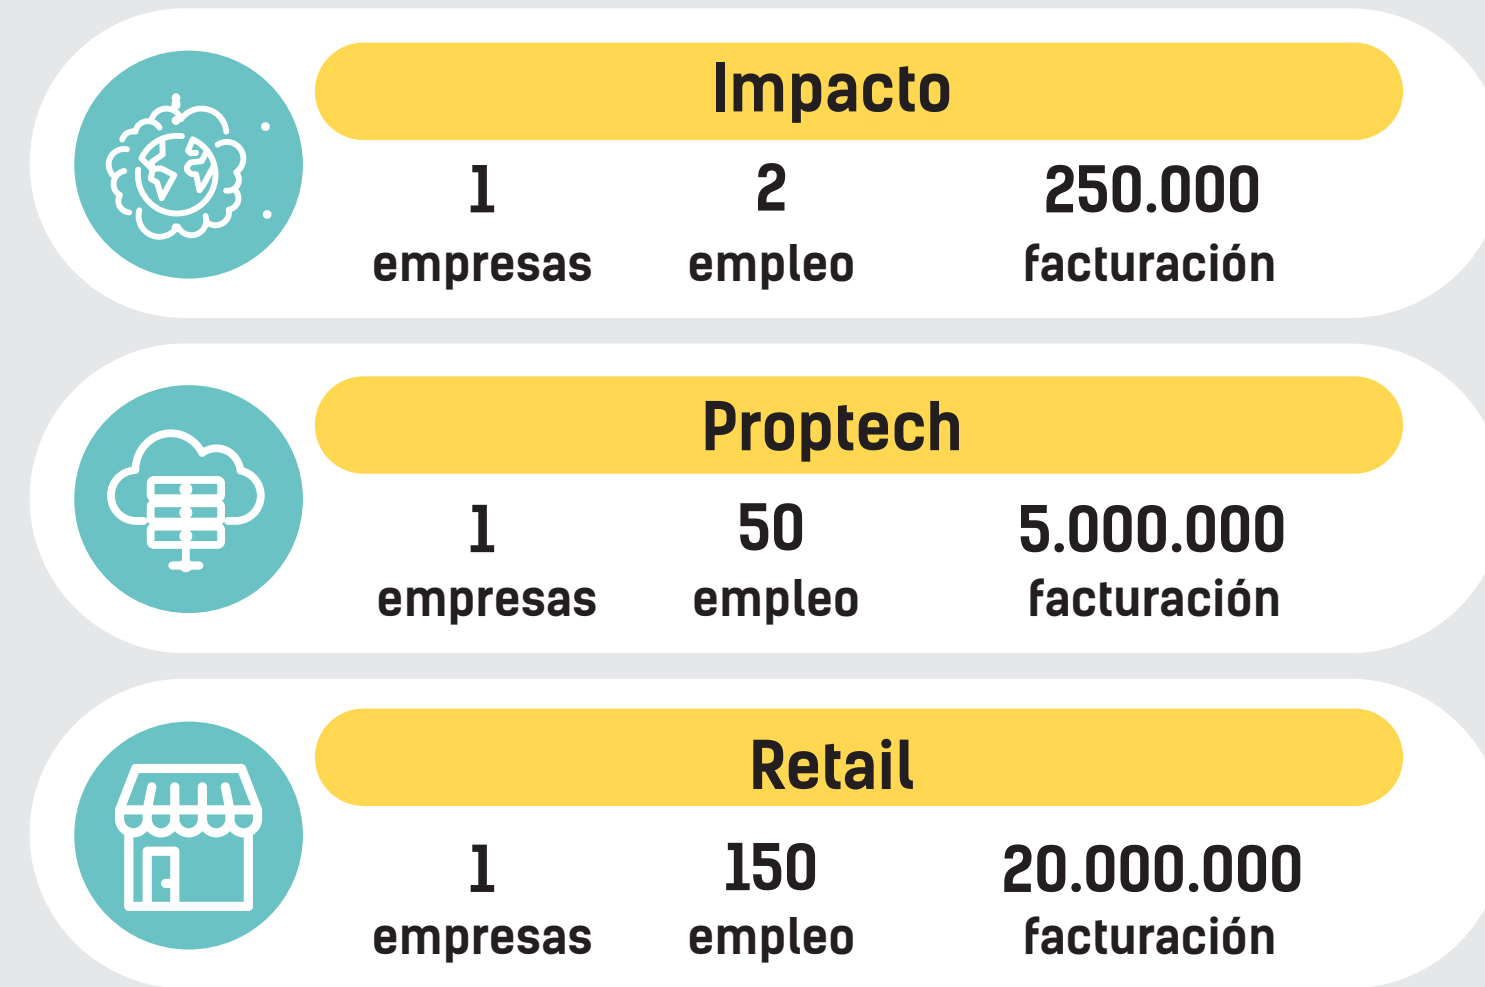 Impacto
1 2 250.000
empresas empleo facturación
Proptech
1 50 5.000.000
empresas empleo facturación
Retail
1 150 20.000.000
empresas empleo facturación